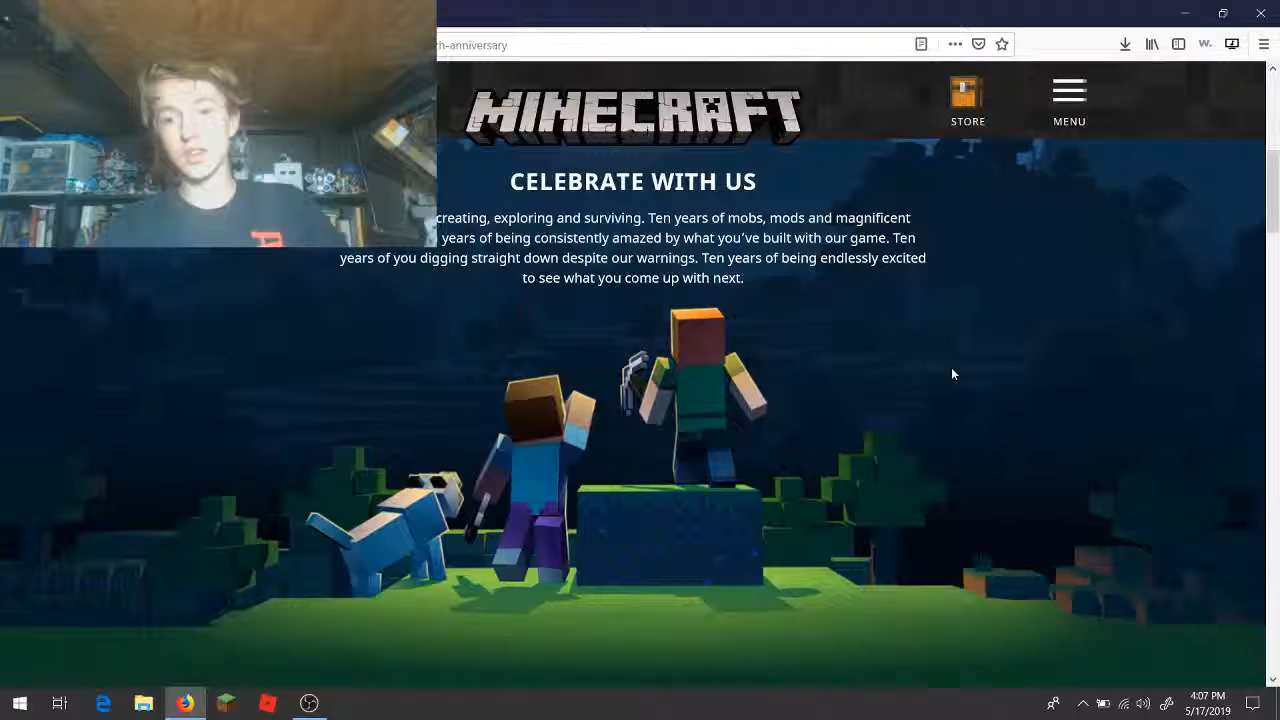 th-anniversary
W.
MINECRAFT
STORE
MENU
CELEBRATE WITH US
creating, exploring and surviving. Ten years of mobs, mods and magnificent
years of being consistently amazed by what you’ve built with our game. Ten
years of you digging straight down despite our warnings. Ten years of being endlessly excited
to see what you come up with next.
4:07 PM
5/17/2019